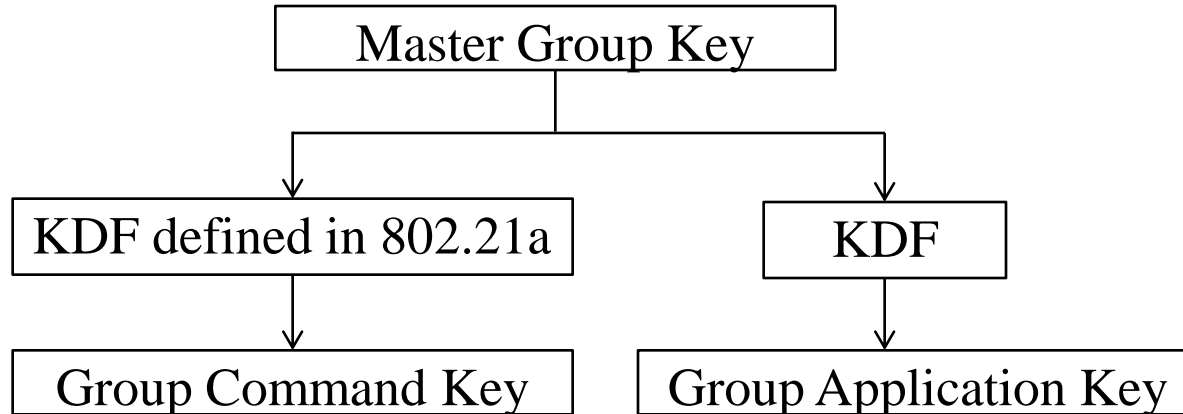 Master Group Key
KDF defined in 802.21a
KDF
Group Command Key
Group Application Key